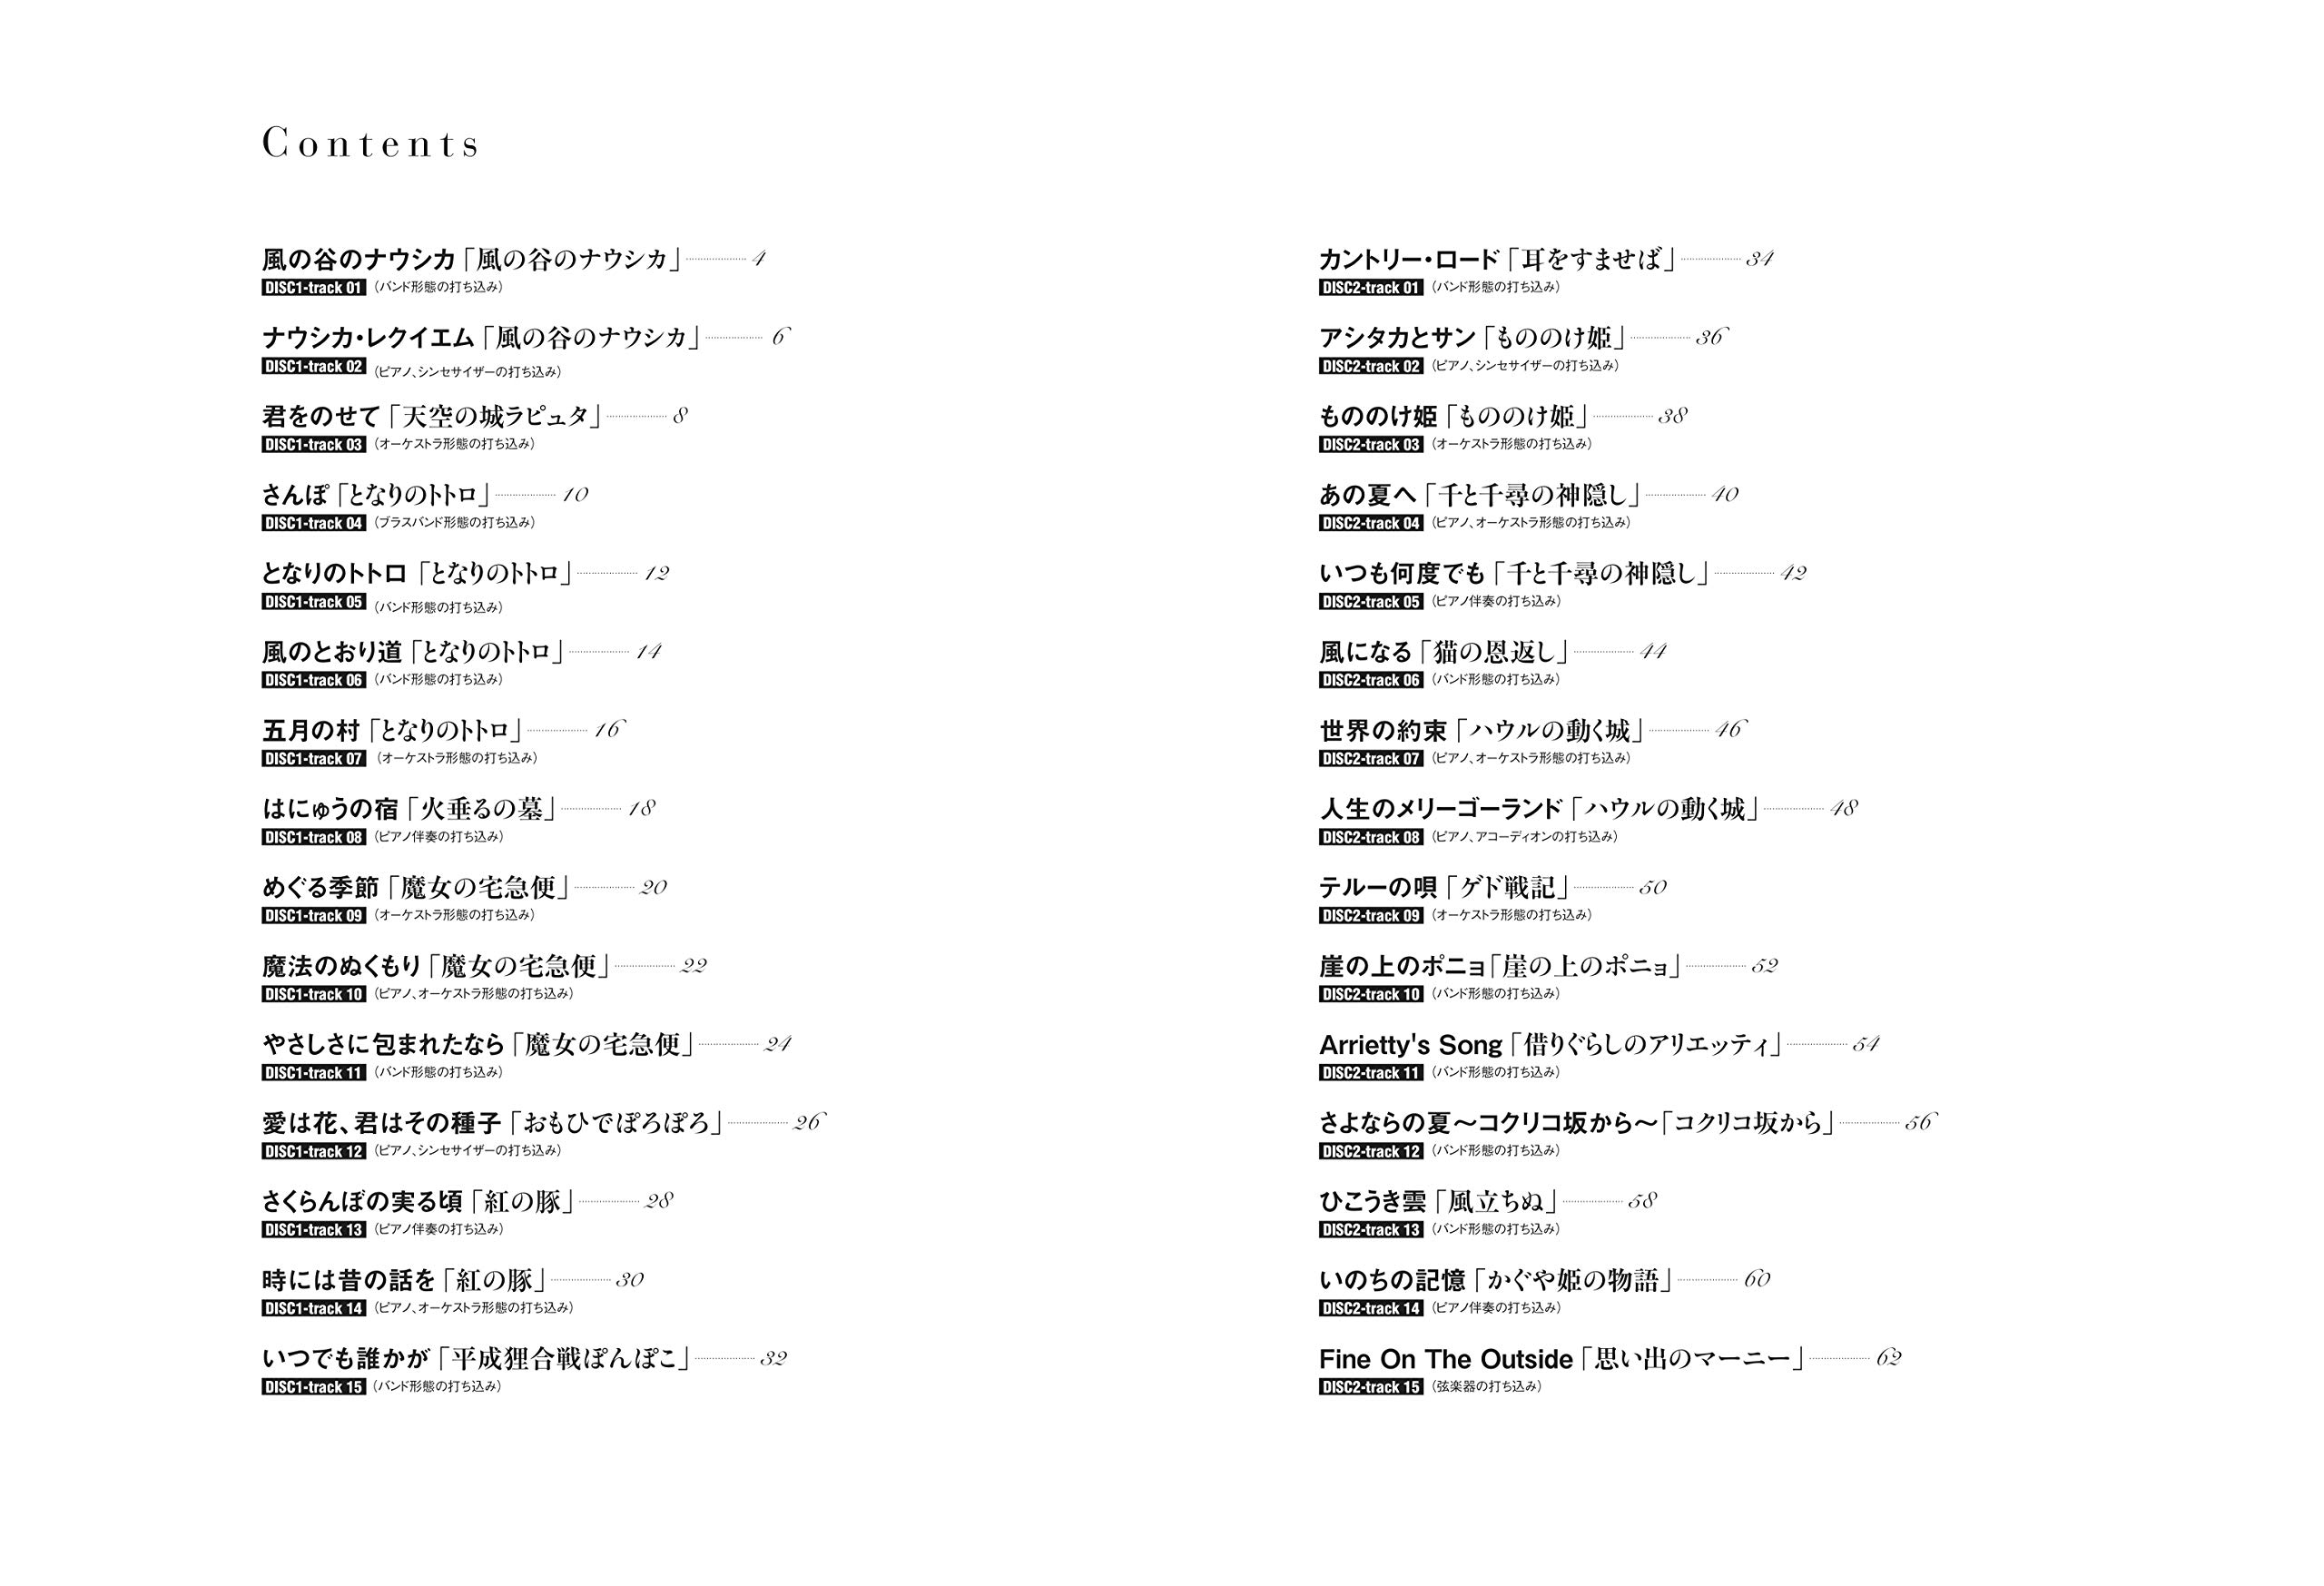 Contents
風の谷のナウシカ「風の谷のナウシカ」 4
DISC1-track 01 （バンド形態の打ち込み）
ナウシカ・レクイエム「風の谷のナウシカ」 6
DISC1-track 02 （ピアノ、シンセサイザーの打ち込み）
君をのせて「天空の城ラピュタ」 8
DISC1-track 03 （オーケストラ形態の打ち込み）
さんぽ「となりのトトロ」 10
DISC1-track 04 （ブラスバンド形態の打ち込み）
となりのトトロ「となりのトトロ」 12
DISC1-track 05 （バンド形態の打ち込み）
風のとおり道「となりのトトロ」 14
DISC1-track 06 （バンド形態の打ち込み）
五月の村「となりのトトロ」 16
DISC1-track 07 （オーケストラ形態の打ち込み）
はにゅうの宿「火垂るの墓」 18
DISC1-track 08 （ピアノ伴奏の打ち込み）
めぐる季節「魔女の宅急便」 20
DISC1-track 09 （オーケストラ形態の打ち込み）
魔法のぬくもり「魔女の宅急便」 22
DISC1-track 10 （ピアノ、オーケストラ形態の打ち込み）
やさしさに包まれたなら「魔女の宅急便」 24
DISC1-track 11 （バンド形態の打ち込み）
愛は花、君はその種子「おもひでぽろぽろ」 26
DISC1-track 12 （ピアノ、シンセサイザーの打ち込み）
さくらんぼの実る頃「紅の豚」 28
DISC1-track 13 （ピアノ伴奏の打ち込み）
時には昔の話を「紅の豚」 30
DISC1-track 14 （ピアノ、オーケストラ形態の打ち込み）
いつでも誰かが「平成狸合戦ぽんぽこ」 32
DISC1-track 15 （バンド形態の打ち込み）
カントリー・ロード「耳をすませば」 34
DISC2-track 01 （バンド形態の打ち込み）
アシタカとサン「もののけ姫」 36
DISC2-track 02 （ピアノ、シンセサイザーの打ち込み）
もののけ姫「もののけ姫」 38
DISC2-track 03 （オーケストラ形態の打ち込み）
あの夏へ「千と千尋の神隠し」 40
DISC2-track 04 （ピアノ、オーケストラ形態の打ち込み）
いつも何度でも「千と千尋の神隠し」 42
DISC2-track 05 （ピアノ伴奏の打ち込み）
風になる「猫の恩返し」 44
DISC2-track 06 （バンド形態の打ち込み）
世界の約束「ハウルの動く城」 46
DISC2-track 07 （ピアノ、オーケストラ形態の打ち込み）
人生のメリーゴーランド「ハウルの動く城」 48
DISC2-track 08 （ピアノ、アコーディオンの打ち込み）
テルーの唄「ゲド戦記」 50
DISC2-track 09 （オーケストラ形態の打ち込み）
崖の上のポニョ「崖の上のポニョ」 52
DISC2-track 10 （バンド形態の打ち込み）
Arrietty's Song「借りぐらしのアリエッティ」 54
DISC2-track 11 （バンド形態の打ち込み）
さよならの夏～コクリコ坂から～「コクリコ坂から」 56
DISC2-track 12 （バンド形態の打ち込み）
ひこうき雲「風立ちぬ」 58
DISC2-track 13 （バンド形態の打ち込み）
いのちの記憶「かぐや姫の物語」 60
DISC2-track 14 （ピアノ伴奏の打ち込み）
Fine On The Outside「思い出のマーニー」 62
DISC2-track 15 （弦楽器の打ち込み）